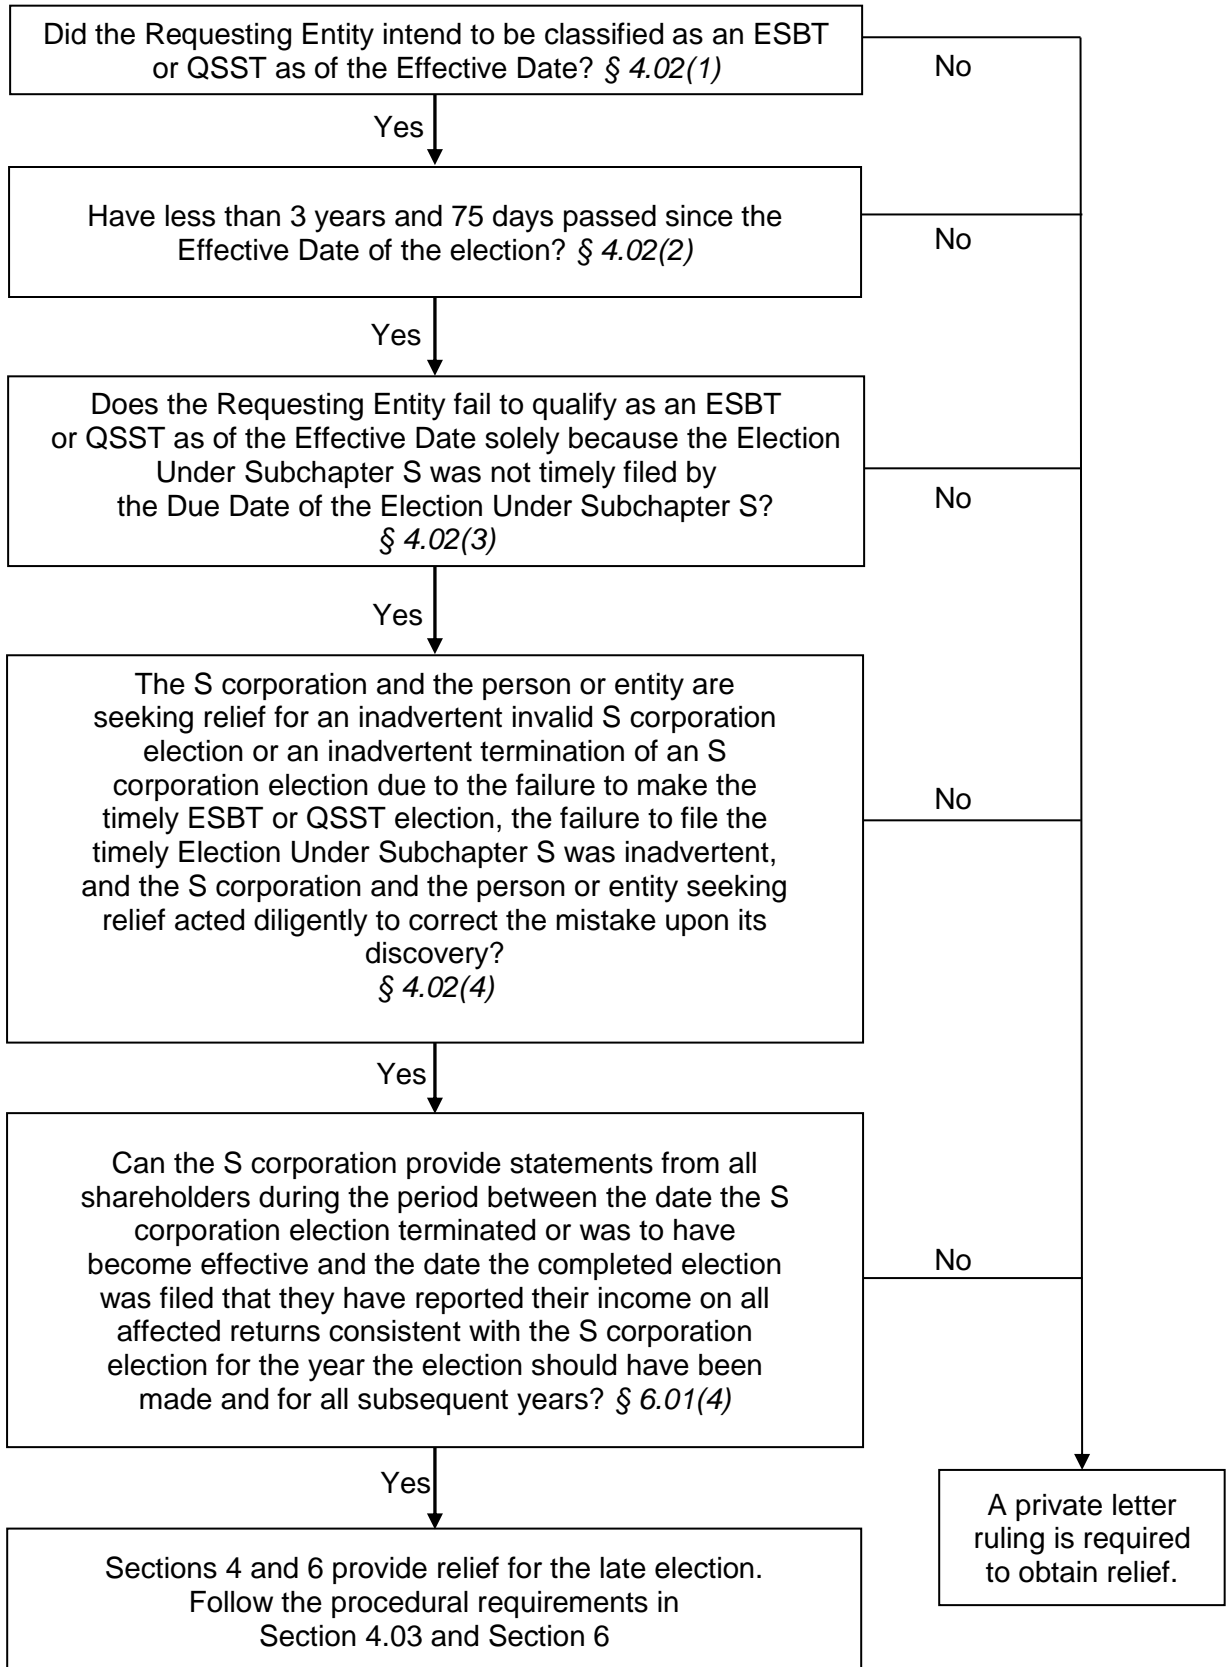 Did the Requesting Entity intend to be classified as an ESBT
or QSST as of the Effective Date? § 4.02(1)
No
Yes
Have less than 3 years and 75 days passed since the
Effective Date of the election? § 4.02(2)
No
Yes
Does the Requesting Entity fail to qualify as an ESBT
or QSST as of the Effective Date solely because the Election
Under Subchapter S was not timely filed by
the Due Date of the Election Under Subchapter S?
§ 4.02(3)
No
Yes
The S corporation and the person or entity are
seeking relief for an inadvertent invalid S corporation
election or an inadvertent termination of an S
corporation election due to the failure to make the
timely ESBT or QSST election, the failure to file the
timely Election Under Subchapter S was inadvertent,
and the S corporation and the person or entity seeking
relief acted diligently to correct the mistake upon its
discovery?
§ 4.02(4)
No
Yes
Can the S corporation provide statements from all
shareholders during the period between the date the S
corporation election terminated or was to have
become effective and the date the completed election
was filed that they have reported their income on all
affected returns consistent with the S corporation
election for the year the election should have been
made and for all subsequent years? § 6.01(4)
No
Yes
A private letter
ruling is required
to obtain relief.
Sections 4 and 6 provide relief for the late election.
Follow the procedural requirements in
Section 4.03 and Section 6